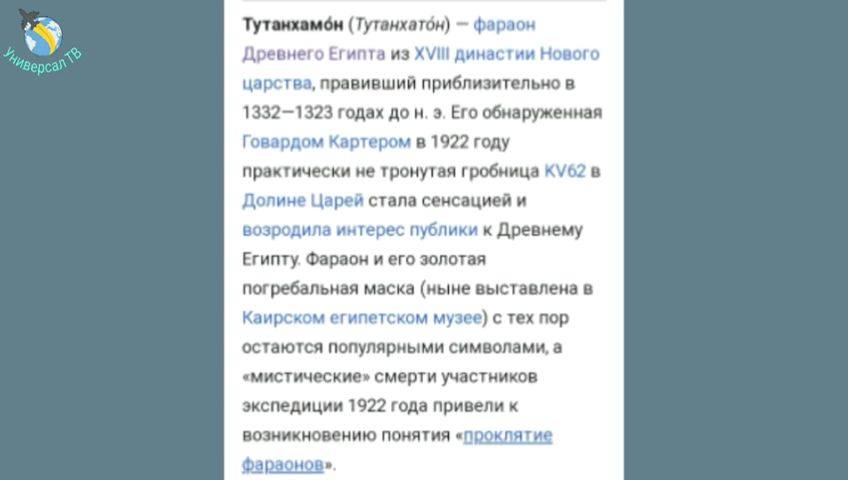 Универсал ТВ
Тутанхамо́н (Тутанхато́н) — фараон
Древнего Египта из XVIII династии Нового
царства, правивший приблизительно в
1332—1323 годах до н. э. Его обнаруженная
Говардом Картером в 1922 году
практически не тронутая гробница KV62 в
Долине Царей стала сенсацией и
возродила интерес публики к Древнему
Египту. Фараон и его золотая
погребальная маска (ныне выставлена в
Каирском египетском музее) с тех пор
остаются популярными символами, а
«мистические» смерти участников
экспедиции 1922 года привели к
возникновению понятия «проклятие
фараонов».